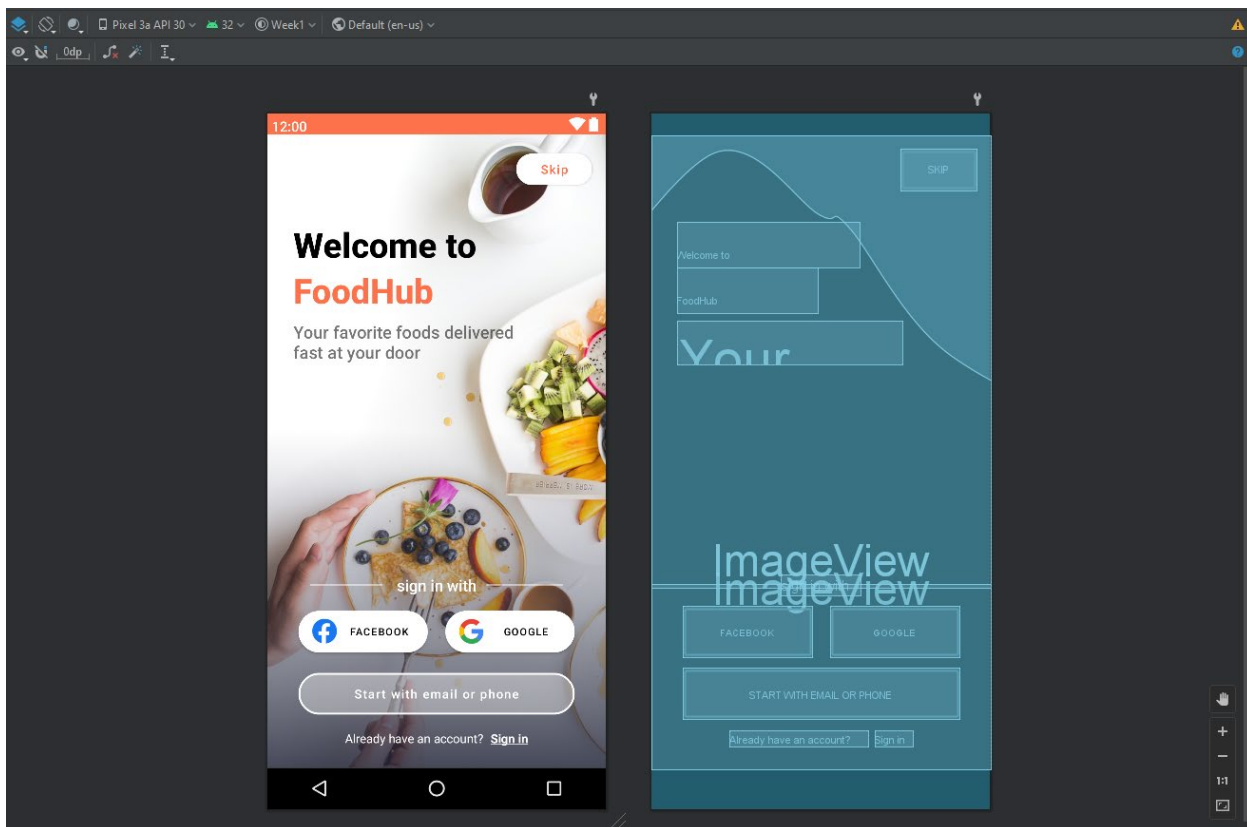 Pixel 3a API 30 32 Week1 Default (en-us)
0dp
12:00
Skip
Welcome to
FoodHub
Your favorite foods delivered
fast at your door
sign in with
FACEBOOK GOOGLE
Start with email or phone
Already have an account? Sign in
SKIP
Welcome to
FoodHub
Your
ImageView
ImageView
sign in with
FACEBOOK GOOGLE
START WITH EMAIL OR PHONE
Already have an account? Sign in
1:1